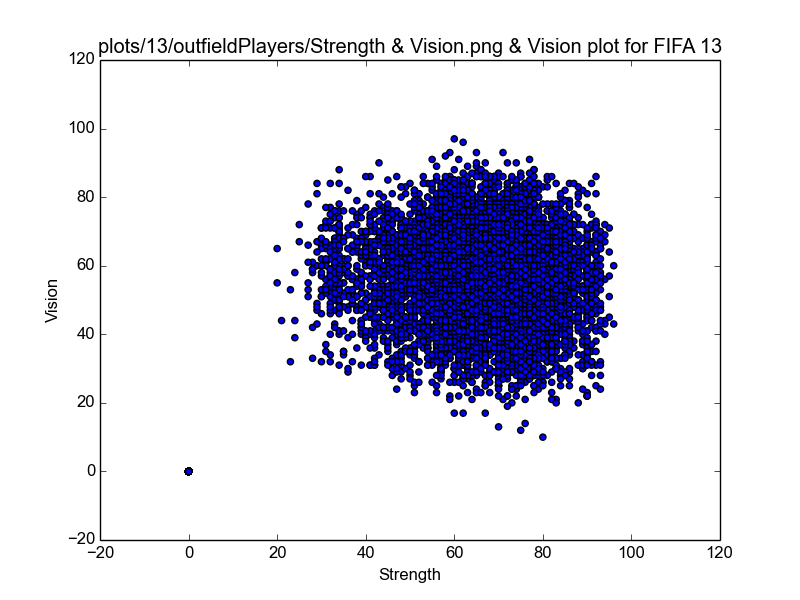 plots/13/outfieldPlayers/Strength & Vision.png & Vision plot for FIFA 13
120
100
80
60
40
20
0
−20
Vision
−20 0 20 40 60 80 100 120
Strength